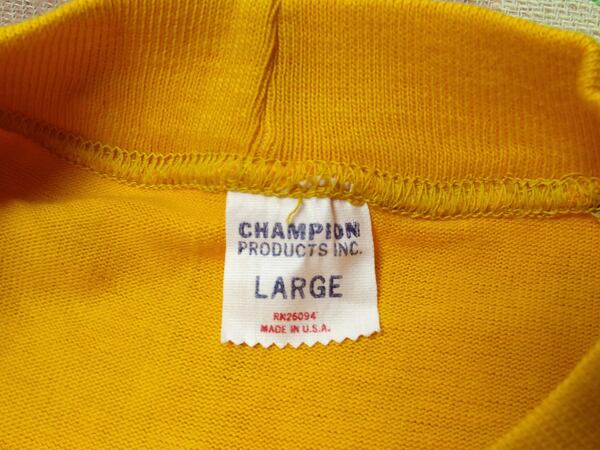 CHAMPION
PRODUCTS INC.
LARGE
RN26094
MADE IN U.S.A.